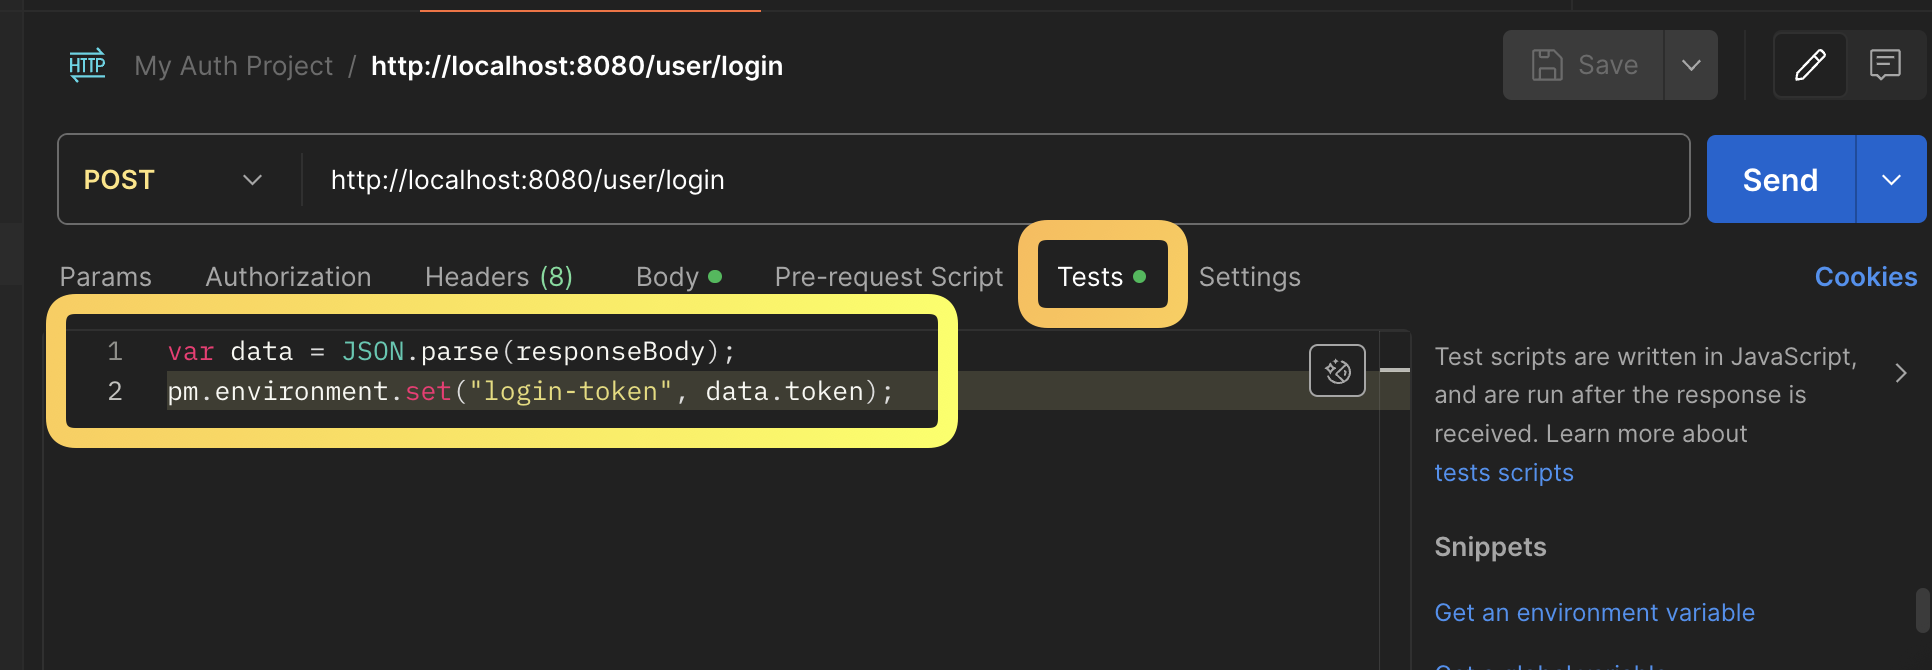 HTTP My Auth Project / http://localhost:8080/user/login Save
POST http://localhost:8080/user/login Send
Params Authorization Headers (8) Body Pre-request Script Tests Settings Cookies
1 var data = JSON.parse(responseBody);
2 pm.environment.set("login-token", data.token);
Test scripts are written in JavaScript,
and are run after the response is
received. Learn more about
tests scripts
Snippets
Get an environment variable